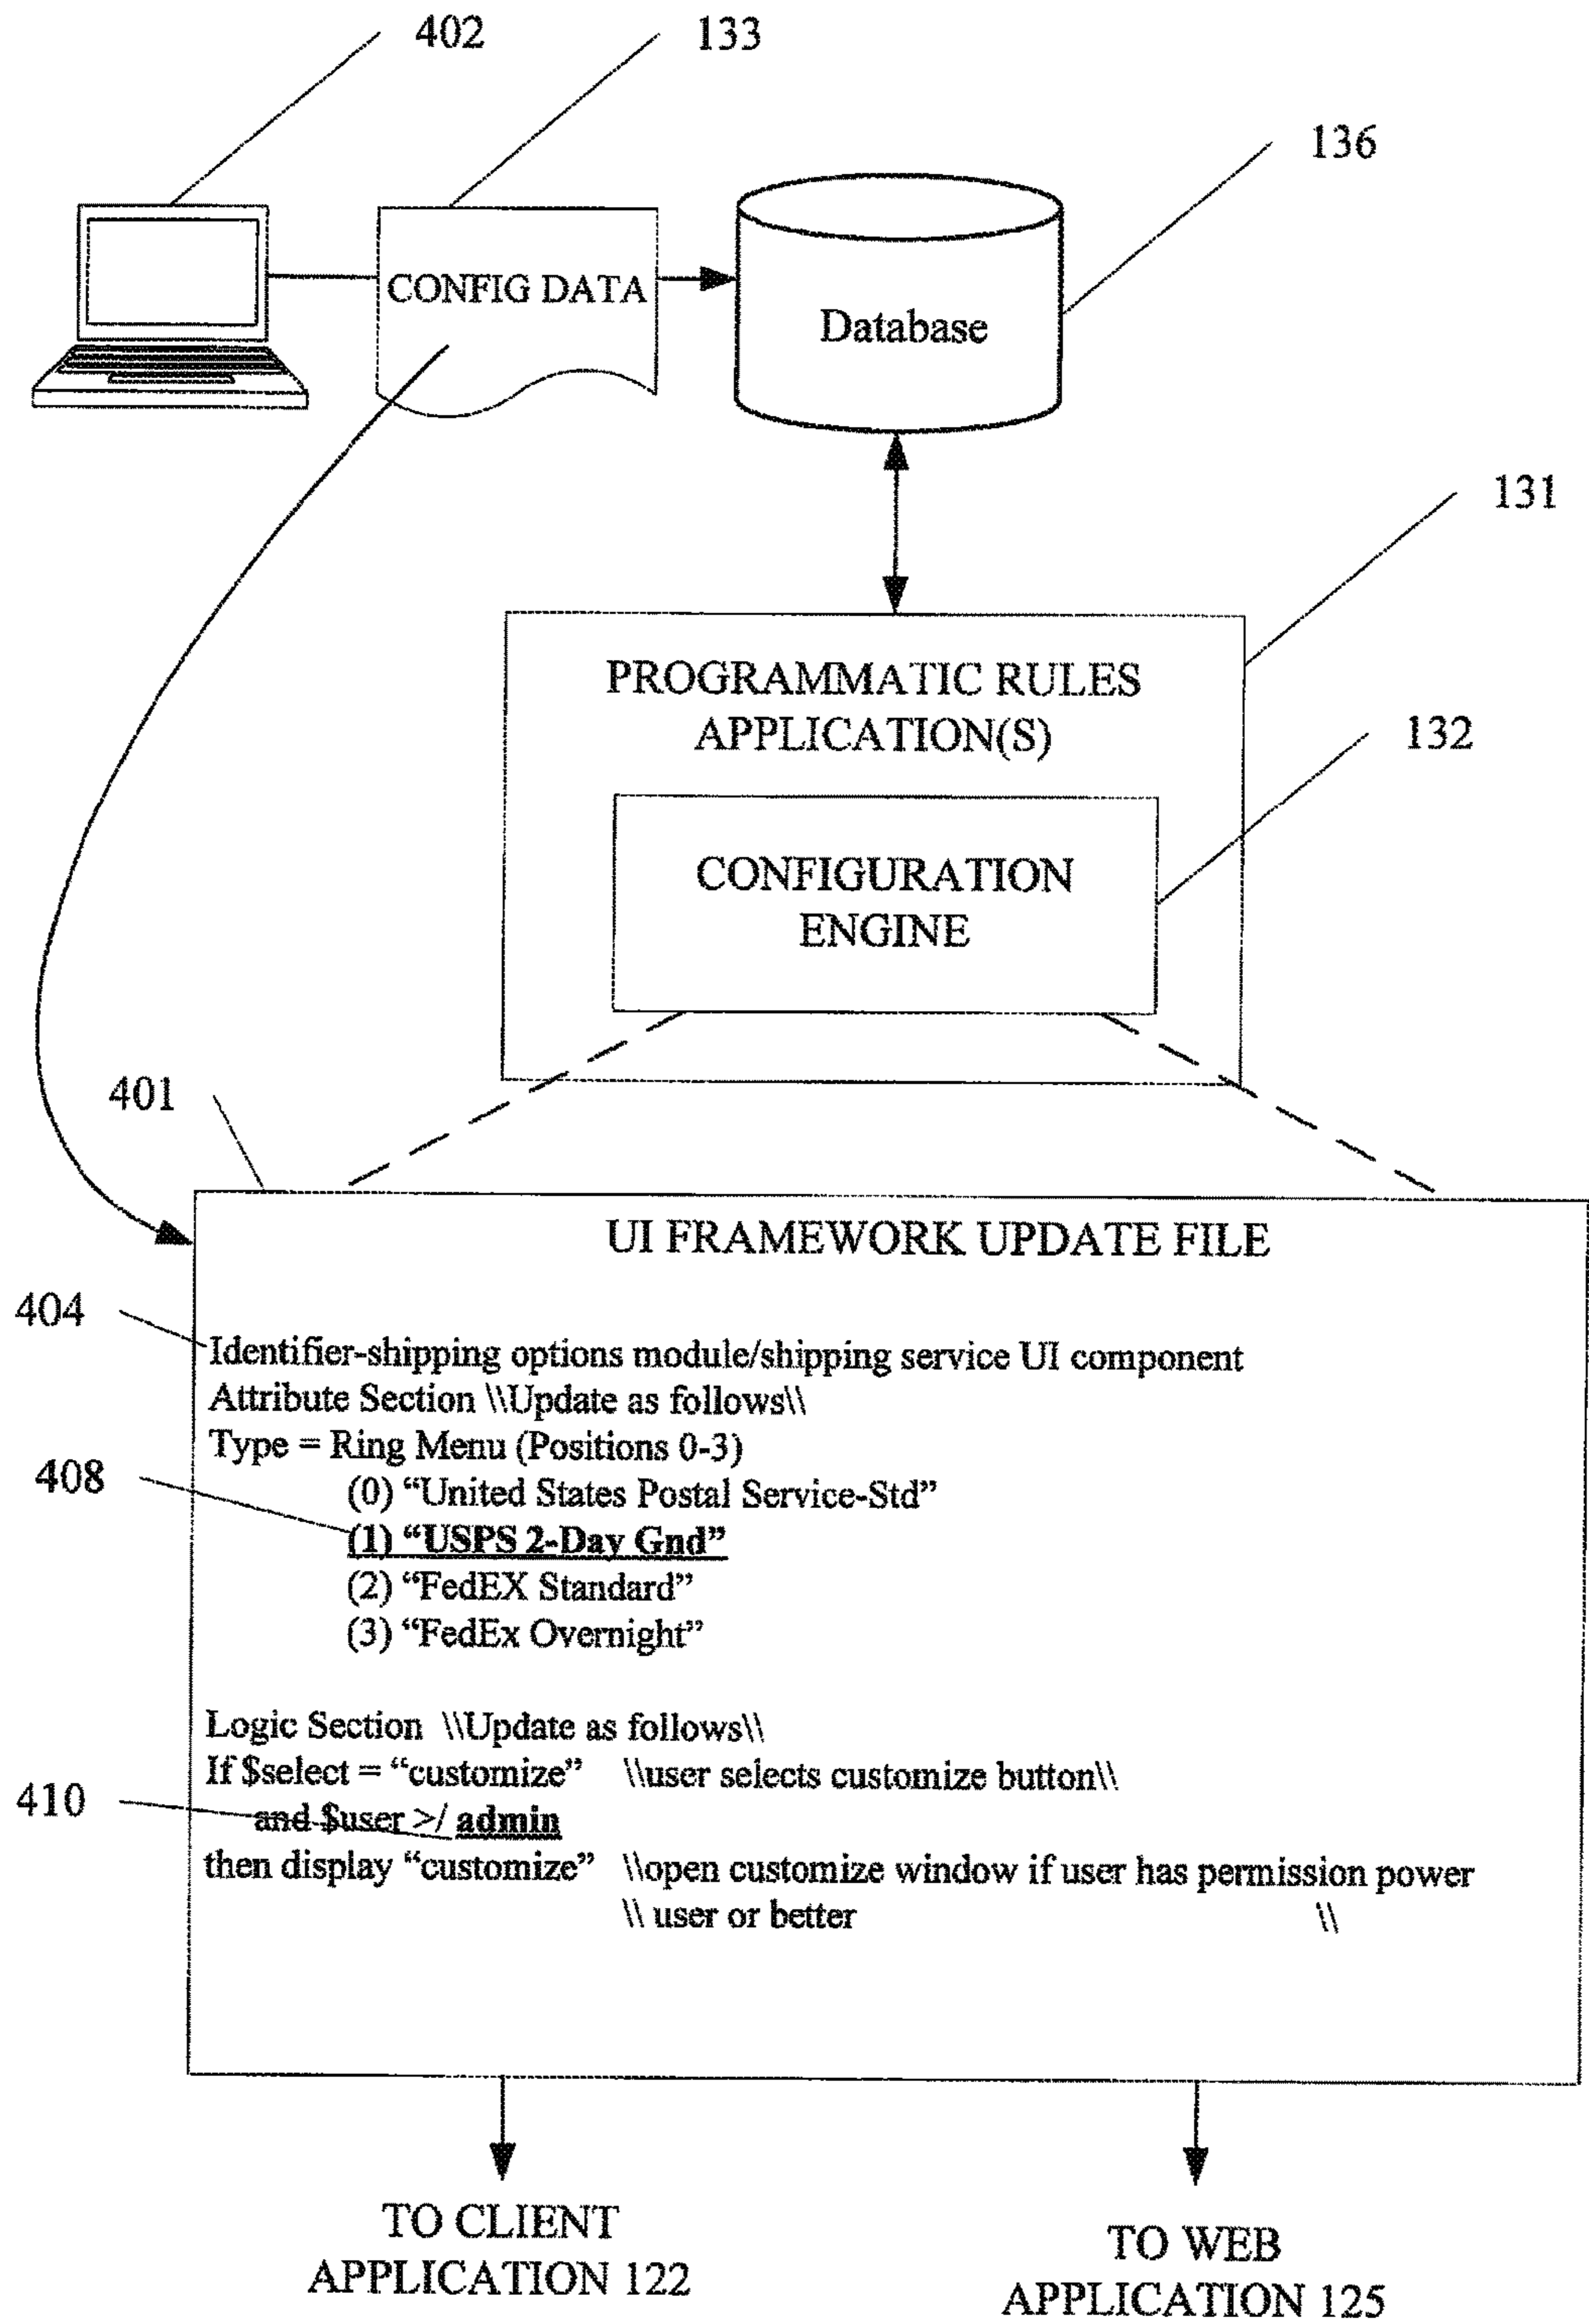 402
133
136
CONFIG DATA
Database
131
PROGRAMMATIC RULES
APPLICATION(S)
132
CONFIGURATION
ENGINE
401
UI FRAMEWORK UPDATE FILE
404
Identifier-shipping options module/shipping service UI component
Attribute Section \\Update as follows\\
Type = Ring Menu (Positions 0-3)
408
(0) “United States Postal Service-Std”
(1) “USPS 2-Day Gnd”
(2) “FedEX Standard”
(3) “FedEx Overnight”
Logic Section \\Update as follows\\
If $select = “customize” \\user selects customize button\\
410
and $user >/ admin
then display “customize” \\open customize window if user has permission power
\\ user or better \\
TO CLIENT
APPLICATION 122
TO WEB
APPLICATION 125